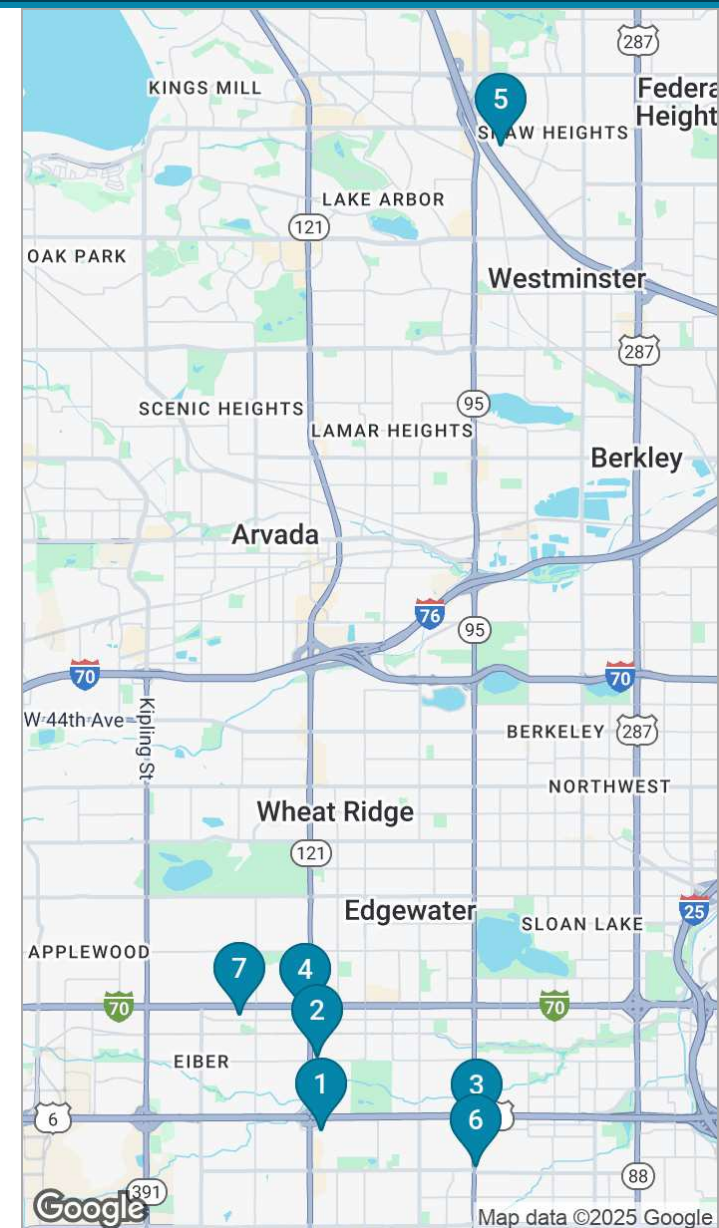 287
KINGS MILL
Federa
Height
5
SHAW HEIGHTS
LAKE ARBOR
121
OAK PARK
Westminster
287
SCENIC HEIGHTS
95
LAMAR HEIGHTS
Berkley
Arvada
76
95
70
70
W 44th Ave
Kipling St
BERKELEY
287
NORTHWEST
Wheat Ridge
121
Edgewater
25
SLOAN LAKE
APPLEWOOD
7
4
70
2
70
EIBER
1
3
6
6
391
88
Google
Map data ©2025 Google